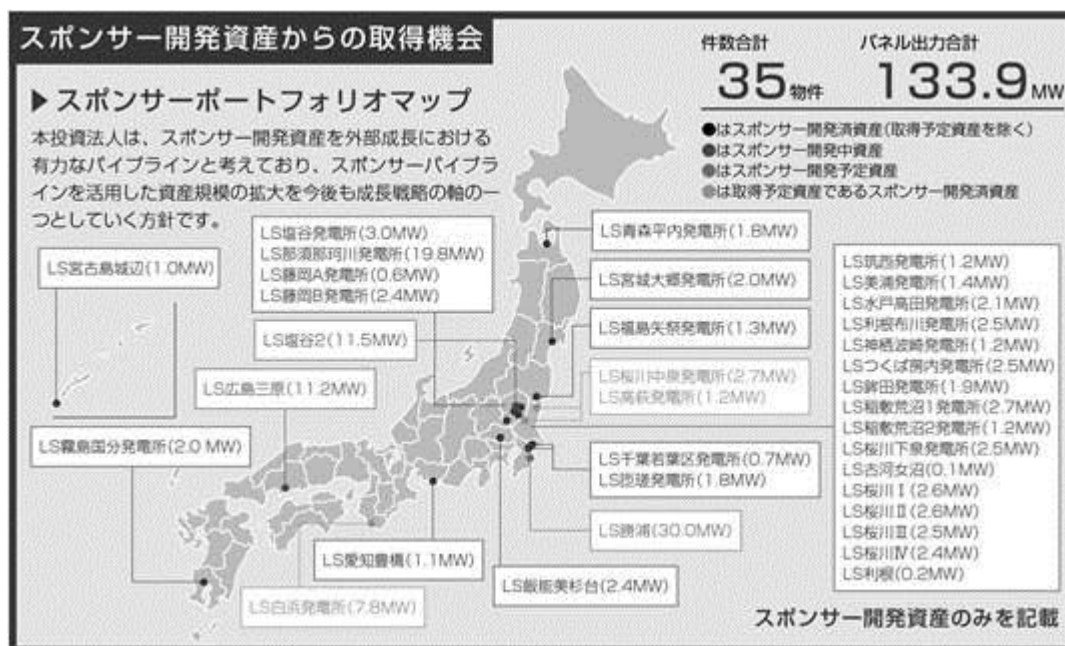 スポンサー開発資産からの取得機会
件数合計
35物件
パネル出力合計
133.9MW
▶スポンサーポートフォリオマップ
本投資法人は、スポンサー開発資産を外部成長における
有力なパイプラインと考えており、スポンサーパイプラ
インを活用した資産規模の拡大を今後も成長戦略の軸の一
つとしていく方針です。
●はスポンサー開発済資産(取得予定資産を除く)
●はスポンサー開発中資産
●はスポンサー開発予定資産
●は取得予定資産であるスポンサー開発済資産
LS宮古島城辺(1.0MW)
LS塩谷発電所(3.0MW)
LS那須那珂川発電所(19.8MW)
LS藤岡A発電所(0.6MW)
LS藤岡B発電所(2.4MW)
LS塩谷2(11.5MW)
LS広島三原(11.2MW)
LS霧島国分発電所(2.0 MW)
LS愛知豊橋(1.1MW)
LS白浜発電所(7.8MW)
LS青森平内発電所(1.8MW)
LS宮城大郷発電所(2.0MW)
LS福島矢祭発電所(1.3MW)
LS桜川中泉発電所(2.7MW)
LS高萩発電所(1.2MW)
LS千葉若葉区発電所(0.7MW)
LS匝瑳発電所(1.8MW)
LS勝浦(30.0MW)
LS飯能美杉台(2.4MW)
LS筑西発電所(1.2MW)
LS美浦発電所(1.4MW)
LS水戸高田発電所(2.1MW)
LS利根布川発電所(2.5MW)
LS神栖波崎発電所(1.2MW)
LSつくば房内発電所(2.5MW)
LS鉾田発電所(1.9MW)
LS稲敷荒沼1発電所(2.7MW)
LS稲敷荒沼2発電所(1.2MW)
LS桜川下泉発電所(2.5MW)
LS古河女沼(0.1MW)
LS桜川Ⅰ(2.6MW)
LS桜川Ⅱ(2.6MW)
LS桜川Ⅲ(2.5MW)
LS桜川Ⅳ(2.4MW)
LS利根(0.2MW)
スポンサー開発資産のみを記載